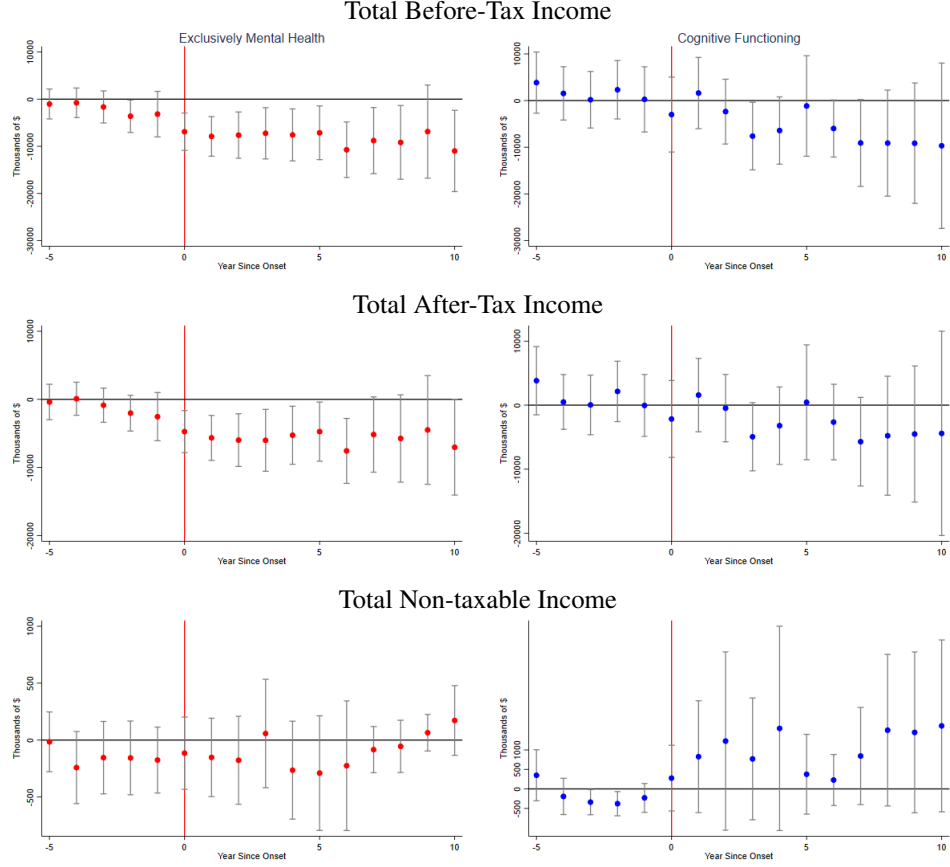 Total Before-Tax Income
Exclusively Mental Health
Cognitive Functioning
Thousands of $
10000
0
-10000
-20000
-30000
-5
0
5
10
Year Since Onset
Thousands of $
10000
0
-10000
-20000
-30000
-5
0
5
10
Year Since Onset
Total After-Tax Income
Thousands of $
10000
0
-10000
-20000
-5
0
5
10
Year Since Onset
Thousands of $
10000
0
-10000
-20000
-5
0
5
10
Year Since Onset
Total Non-taxable Income
Thousands of $
1000
500
0
-500
-5
0
5
10
Year Since Onset
Thousands of $
1000
500
0
-500
-5
0
5
10
Year Since Onset